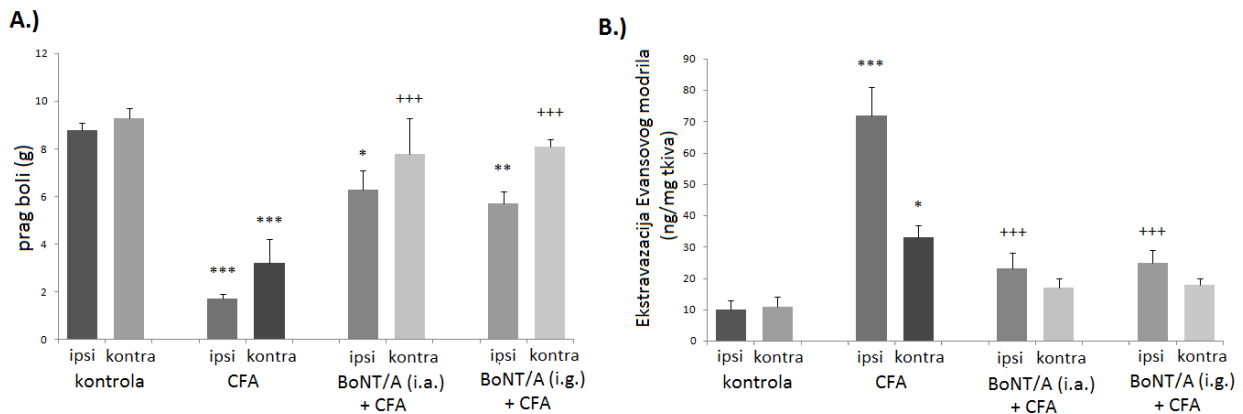 A.)
prag boli (g)
12
10
8
6
4
2
0
***
***
*
+++
**
+++
ipsi kontra
kontrola
ipsi kontra
CFA
ipsi kontra
BoNT/A (i.a.)
+ CFA
ipsi kontra
BoNT/A (i.g.)
+ CFA
B.)
Ekstravazacija Evansovog modrila
(ng/mg tkiva)
90
80
70
60
50
40
30
20
10
0
***
*
+++
+++
ipsi kontra
kontrola
ipsi kontra
CFA
ipsi kontra
BoNT/A (i.a.)
+ CFA
ipsi kontra
BoNT/A (i.g.)
+ CFA